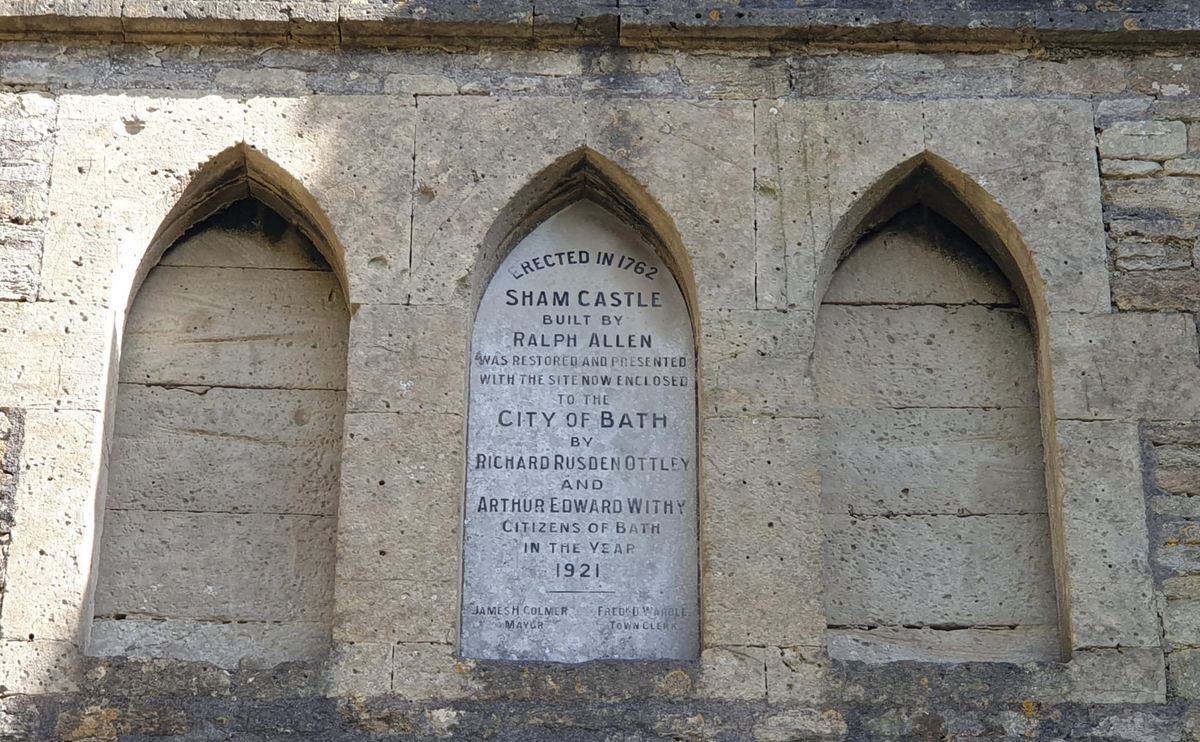 ERECTED IN 1762
SHAM CASTLE
BUILT BY
RALPH ALLEN
WAS RESTORED AND PRESENTED
WITH THE SITE NOW ENCLOSED
TO THE
CITY OF BATH
BY
RICHARD RUSDEN OTTLEY
AND
ARTHUR EDWARD WITHY
CITIZENS OF BATH
IN THE YEAR
1921
JAMES H. COLMER FREDK D WARDLE
MAYOR TOWN CLERK